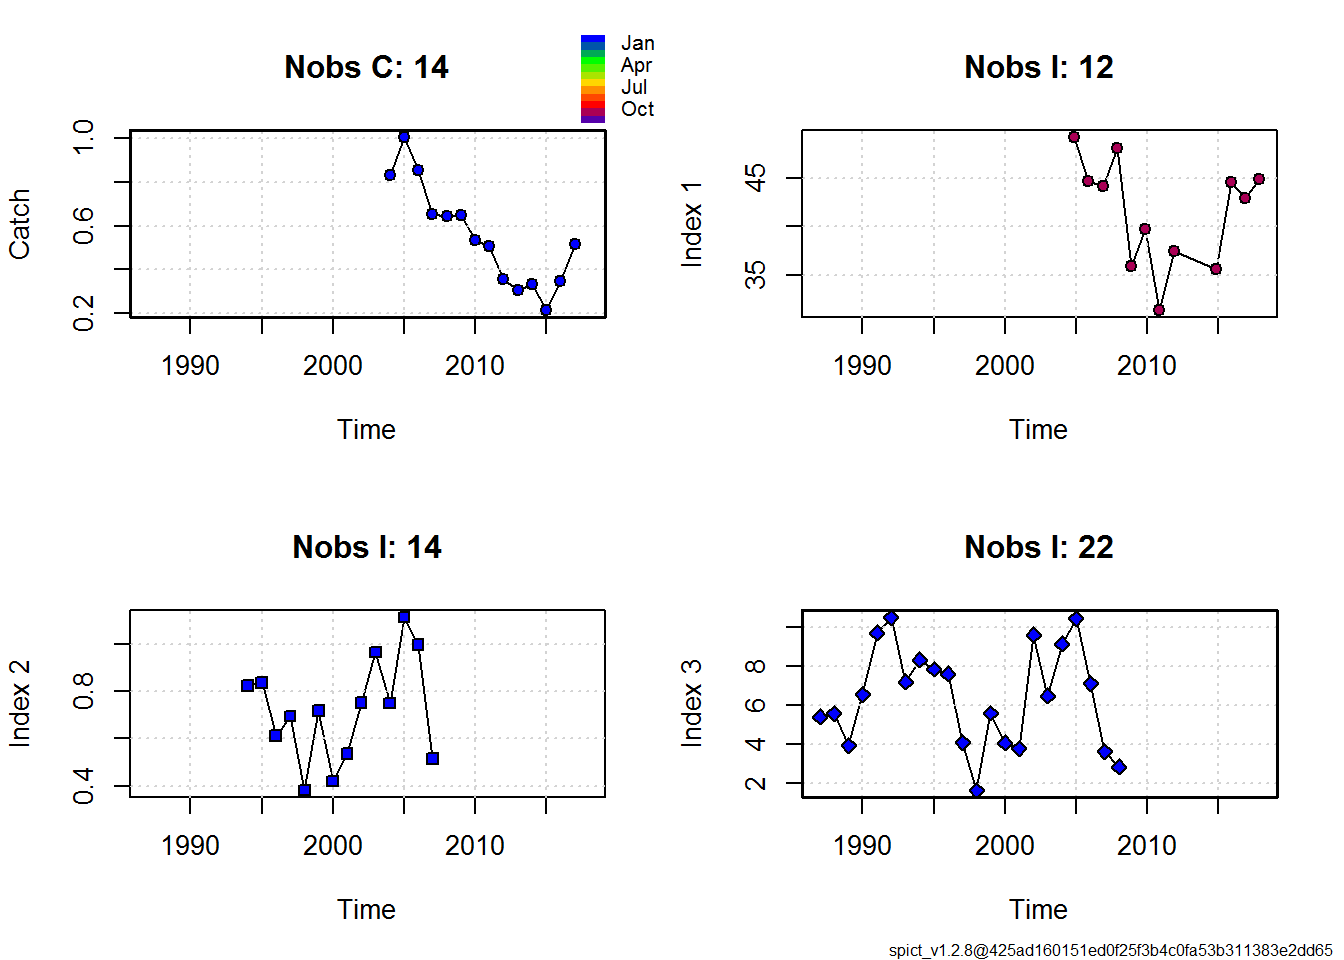 Nobs C: 14
Jan
Apr
Jul
Oct
Catch
0.2
0.6
1.0
1990
2000
2010
Time
Nobs I: 12
Index 1
35
45
1990
2000
2010
Time
Nobs I: 14
Index 2
0.4
0.8
1990
2000
2010
Time
Nobs I: 22
Index 3
2
4
6
8
1990
2000
2010
Time
spict_v1.2.8@425ad160151ed0f25f3b4c0fa53b311383e2dd65